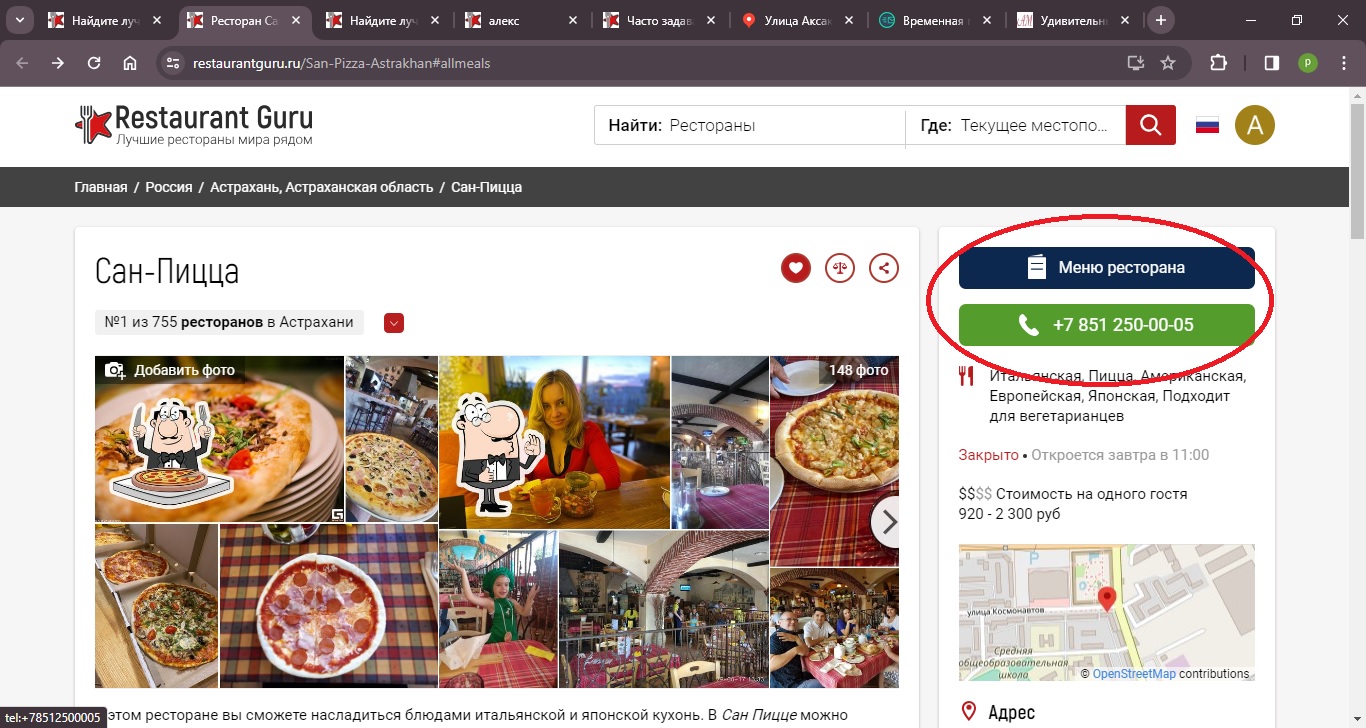 Найдите луч
Ресторан Са
Найдите луч
алекс
Часто задав
Улица Аксак
Временная
Удивительн
restaurantguru.ru/San-Pizza-Astrakhan#allmeals
p
Restaurant Guru
Лучшие рестораны мира рядом
Найти: Рестораны
Где: Текущее местопо...
A
Главная / Россия / Астрахань, Астраханская область / Сан-Пицца
Сан-Пицца
№1 из 755 ресторанов в Астрахани
Добавить фото
148 фото
Меню ресторана
+7 851 250-00-05
Итальянская, Пицца, Американская,
Европейская, Японская, Подходит
для вегетарианцев
Закрыто • Откроется завтра в 11:00
$$$$ Стоимость на одного гостя
920 - 2 300 руб
улица Космонавтов
Средняя
общеобразовательная
школа
© OpenStreetMap contributions
Адрес
tel:+78512500005
этом ресторане вы сможете насладиться блюдами итальянской и японской кухонь. В Сан Пицце можно